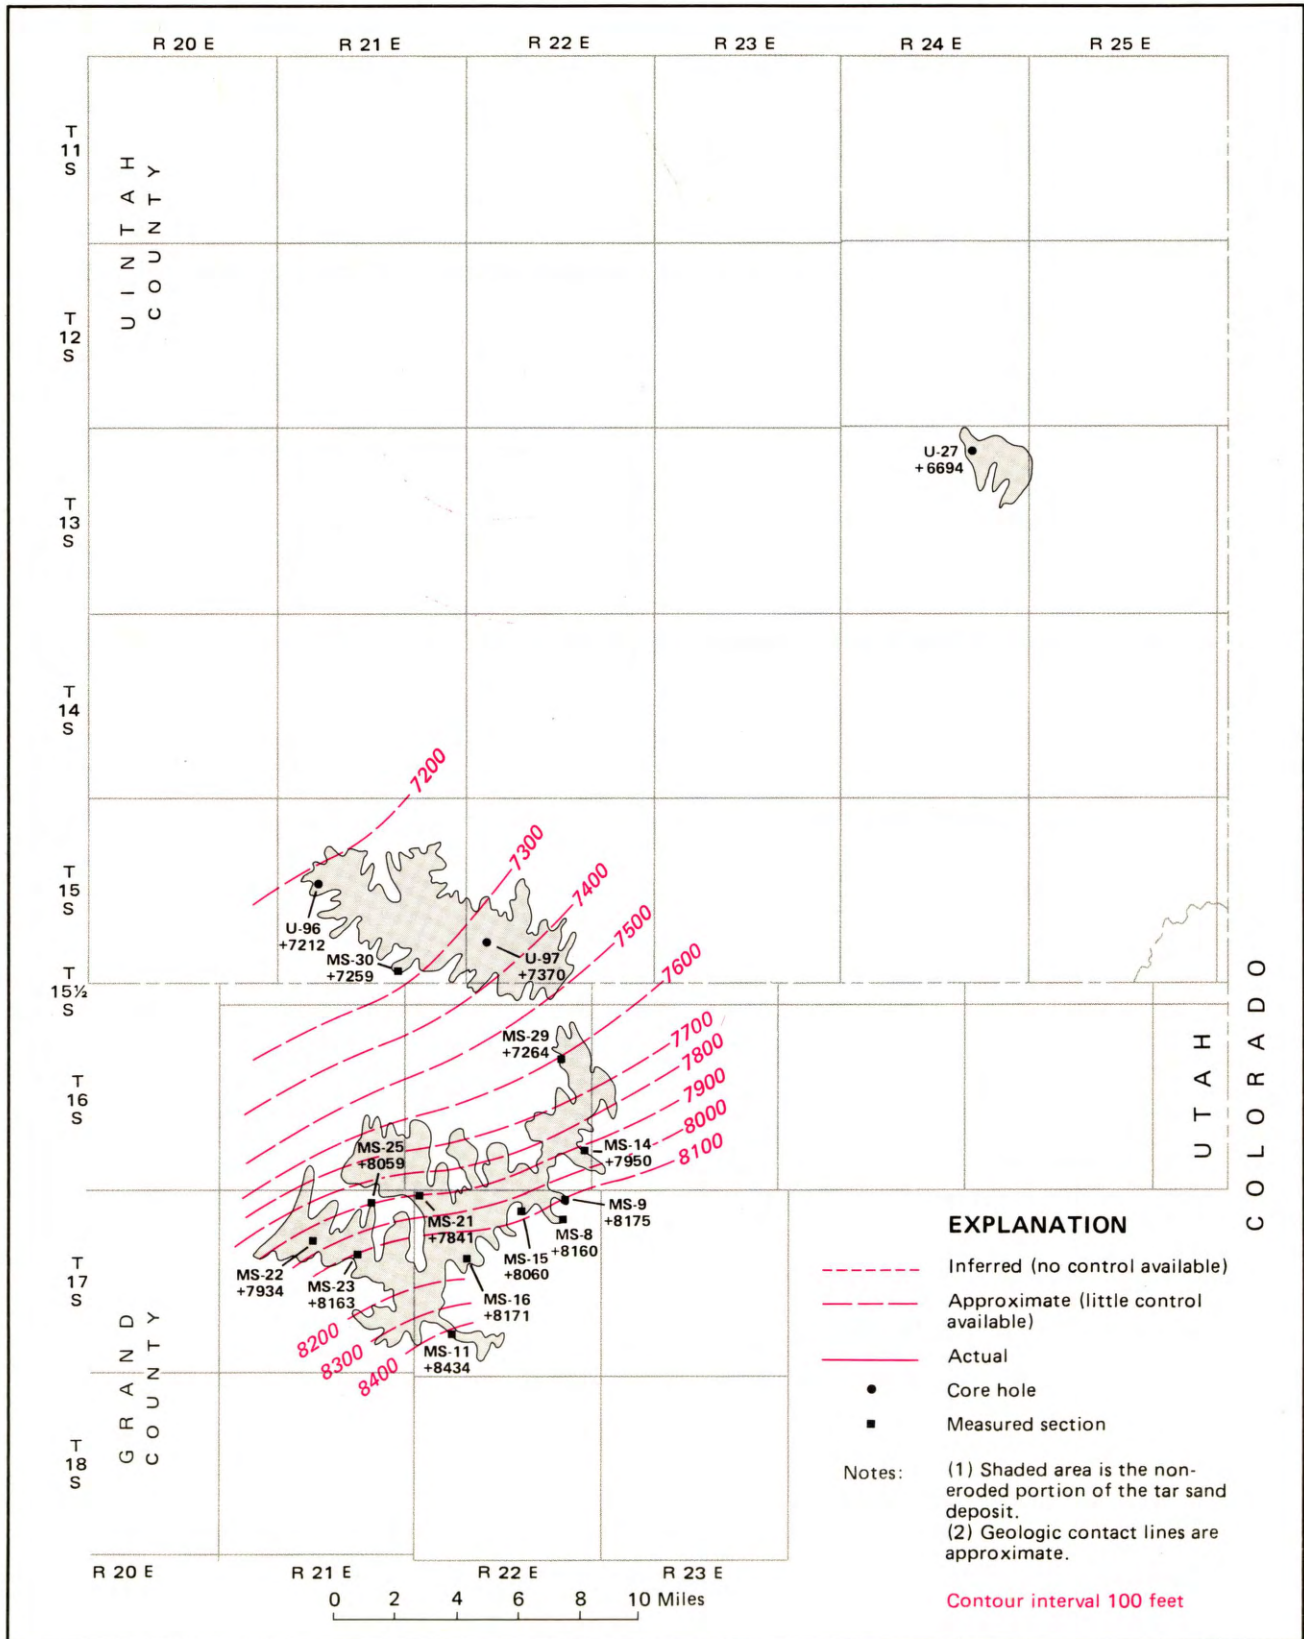 R 20 E
R 21 E
R 22 E
R 23 E
R 24 E
R 25 E
T
11
S
UINTAH
COUNTY
T
12
S
U-27
+6694
T
13
S
T
14
S
7200
7300
7400
7500
7600
7700
7800
7900
8000
8100
T
15
S
U-96
+7212
MS-30
+7259
U-97
+7370
T
15½
S
MS-29
+7264
T
16
S
MS-25
+8059
MS-14
+7950
MS-9
+8175
MS-21
+7841
MS-8
+8160
MS-15
+8060
MS-22
+7934
MS-23
+8163
MS-16
+8171
T
17
S
8200
8300
8400
MS-11
+8434
GRAND
COUNTY
T
18
S
UTAH
COLORADO
EXPLANATION
Inferred (no control available)
Approximate (little control
available)
Actual
Core hole
Measured section
Notes:
(1) Shaded area is the non-
eroded portion of the tar sand
deposit.
(2) Geologic contact lines are
approximate.
Contour interval 100 feet
R 20 E
R 21 E
R 22 E
R 23 E
0 2 4 6 8 10 Miles